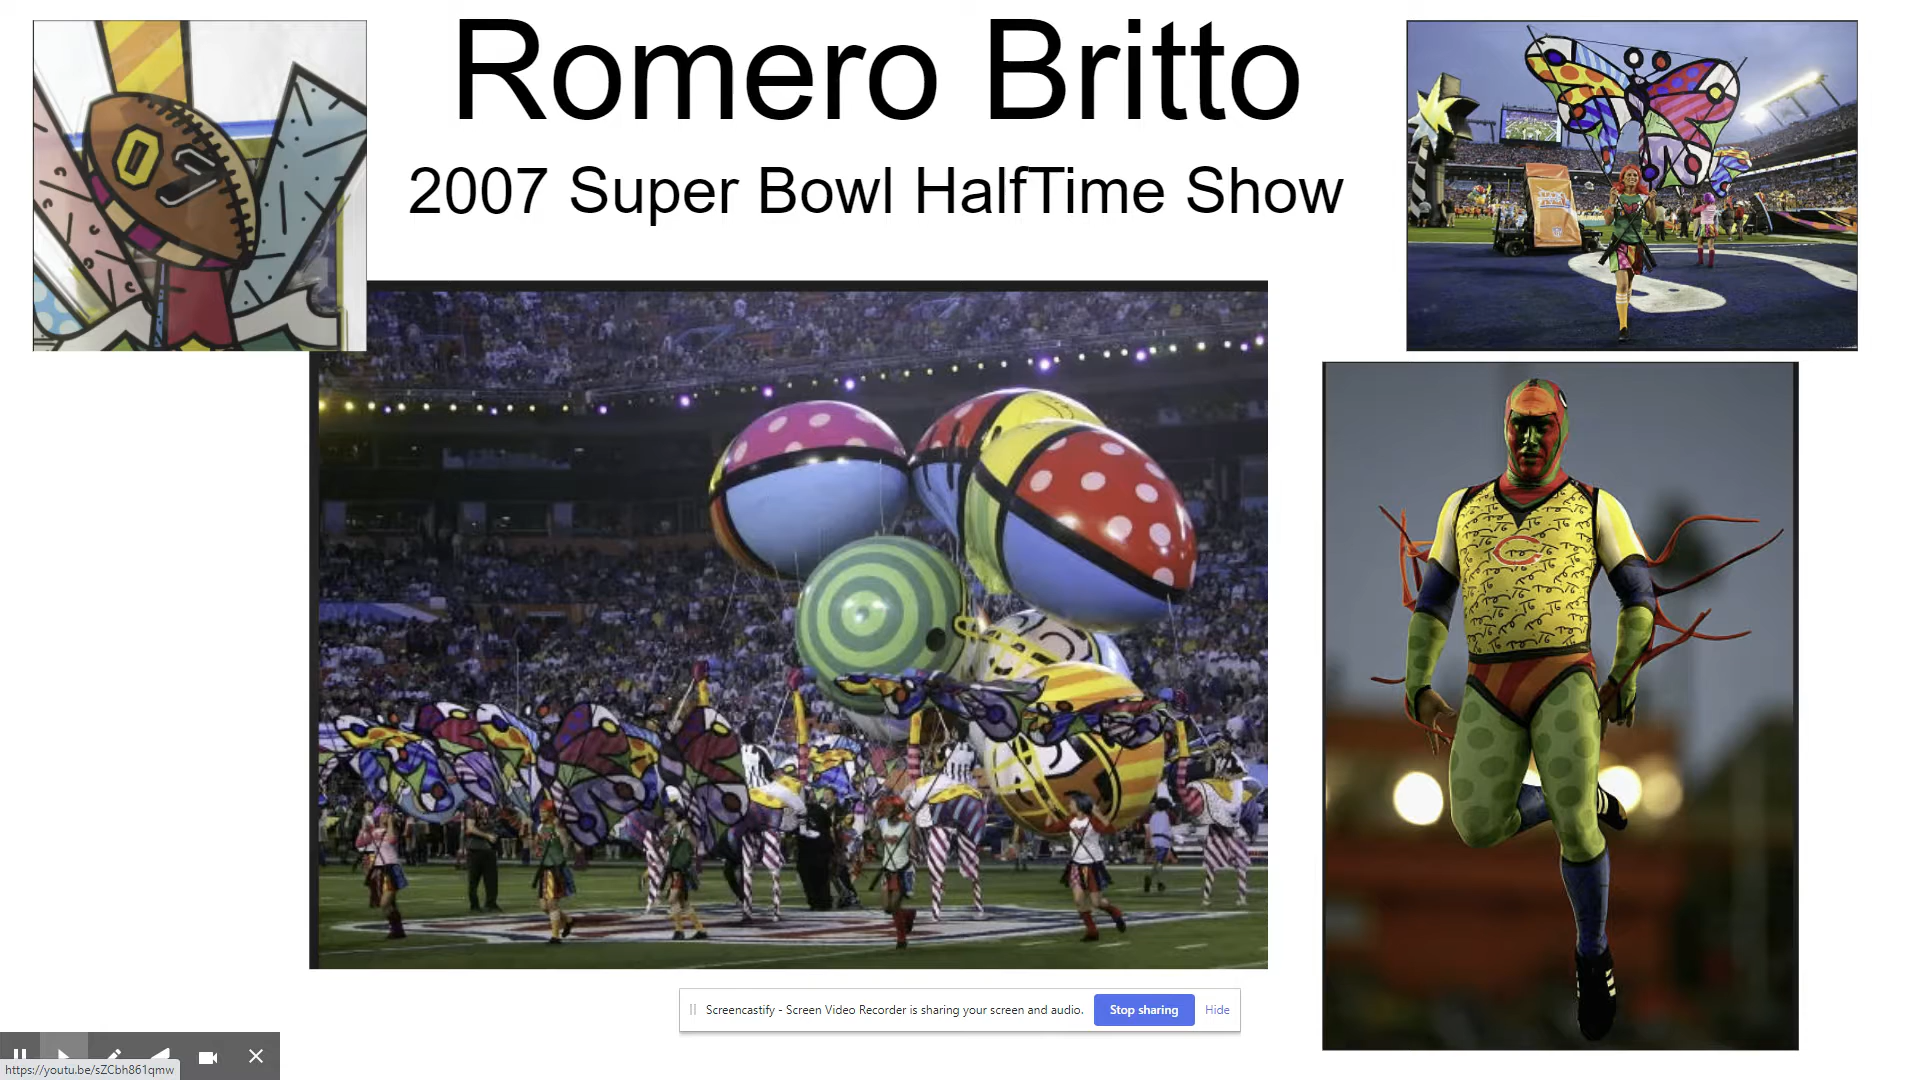 Romero Britto
2007 Super Bowl HalfTime Show
07
C
Screencastify - Screen Video Recorder is sharing your screen and audio.
Stop sharing
Hide
https://youtu.be/sZCbh861qmw